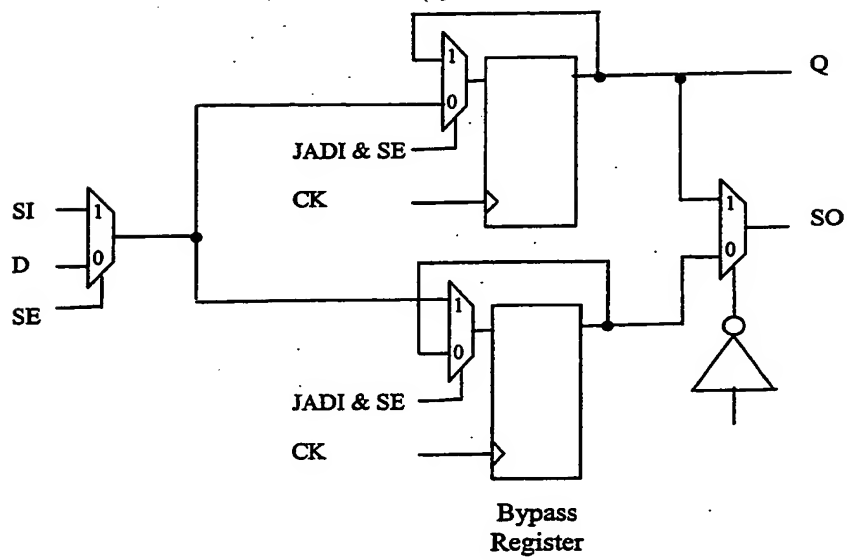 1
Q
0
JADI & SE
CK
SI
1
1
SO
D
0
0
SE
1
0
JADI & SE
CK
Bypass
Register